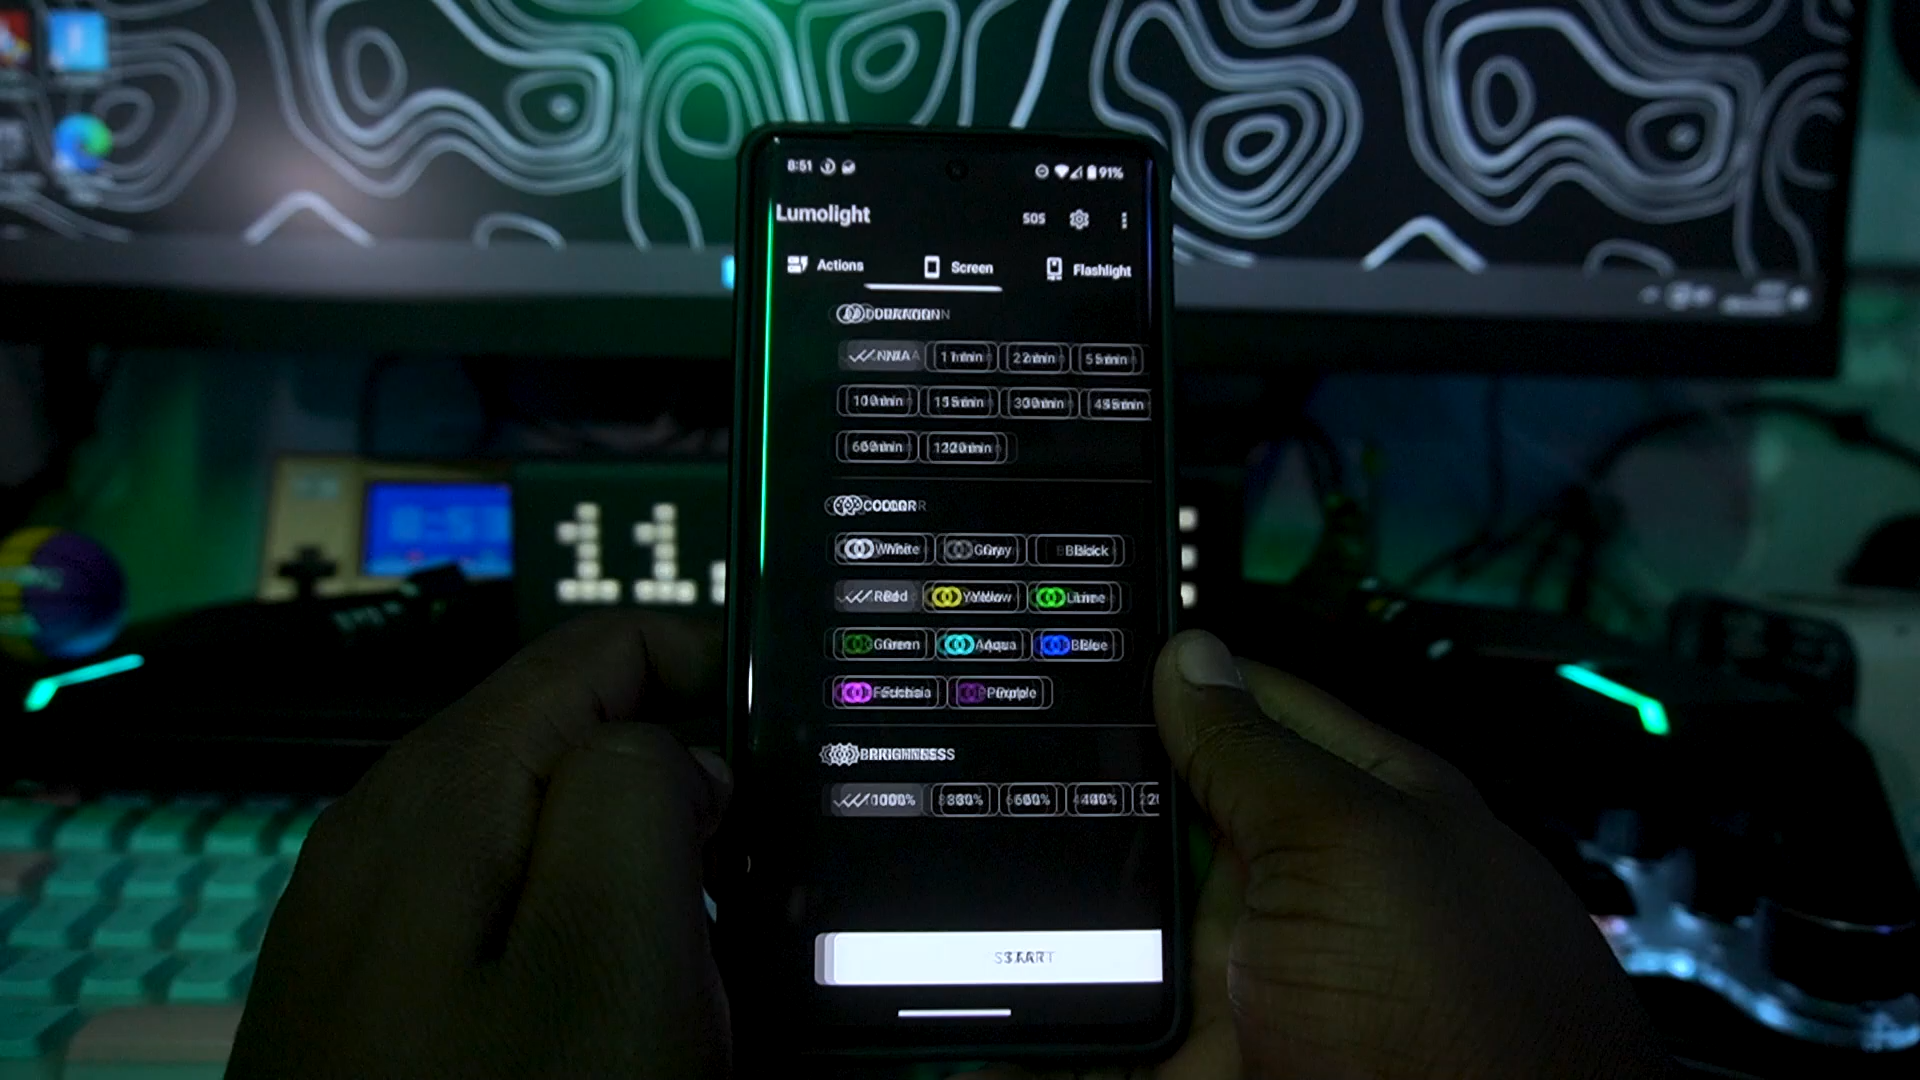 8:51 91%
Lumolight SOS
Actions Screen Flashlight
DURATION
N/A 1 min 2 min 5 min
10 min 15 min 30 min 45 min
60 min 120 min
COLOR
White Gray Black
Red Yellow Lime
Green Aqua Blue
Fuchsia Purple
BRIGHTNESS
100% 80% 60% 40%
START
11